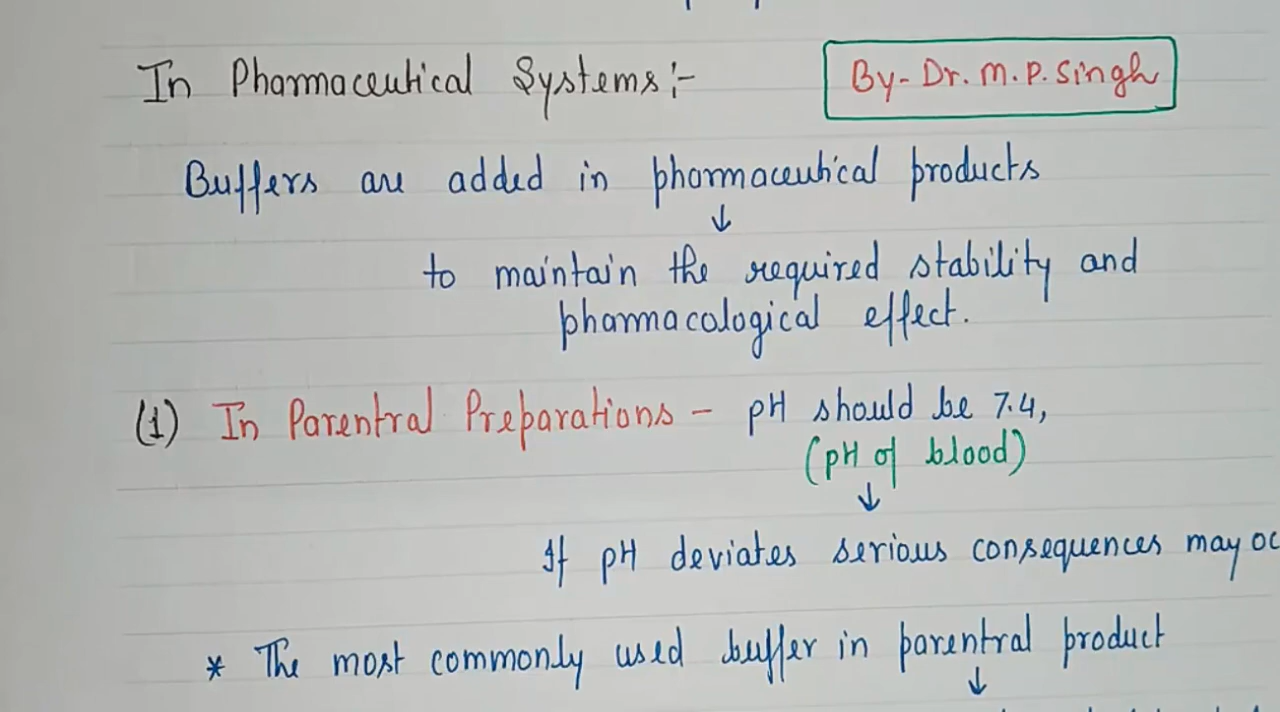 In Pharmaceutical Systems:-
By- Dr. M. P. Singh
Buffers are added in pharmaceutical products
↓
to maintain the required stability and
pharmacological effect.
(1) In Parentral Preparations - pH should be 7.4,
(pH of blood)
↓
If pH deviates serious consequences may oc
* The most commonly used buffer in parentral product
↓